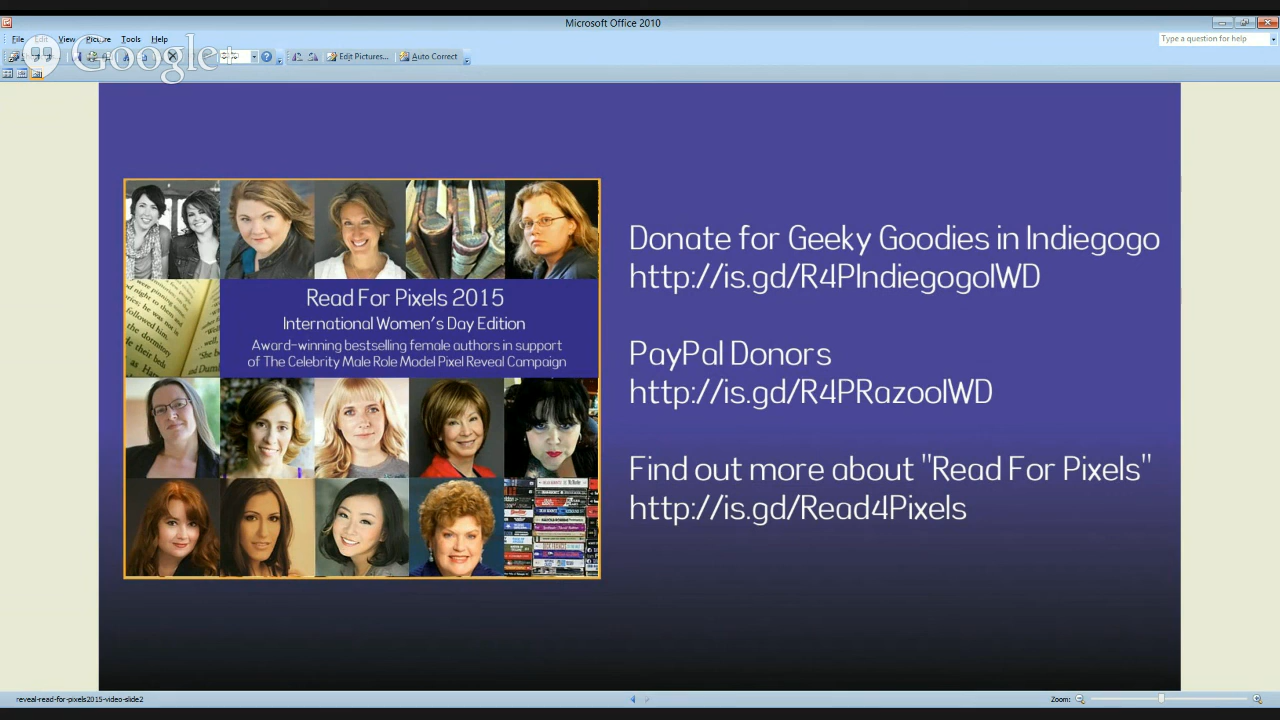 Microsoft Office 2010
File Edit View Picture Tools Help
Type a question for help
Google+
Edit Pictures...
Auto Correct
Read For Pixels 2015
International Women's Day Edition
Award-winning bestselling female authors in support
of The Celebrity Male Role Model Pixel Reveal Campaign
Donate for Geeky Goodies in Indiegogo
http://is.gd/R4PIndiegogoIWD
PayPal Donors
http://is.gd/R4PRazooIWD
Find out more about "Read For Pixels"
http://is.gd/Read4Pixels
reveal-read-for-pixels2015-video-slide2
Zoom: